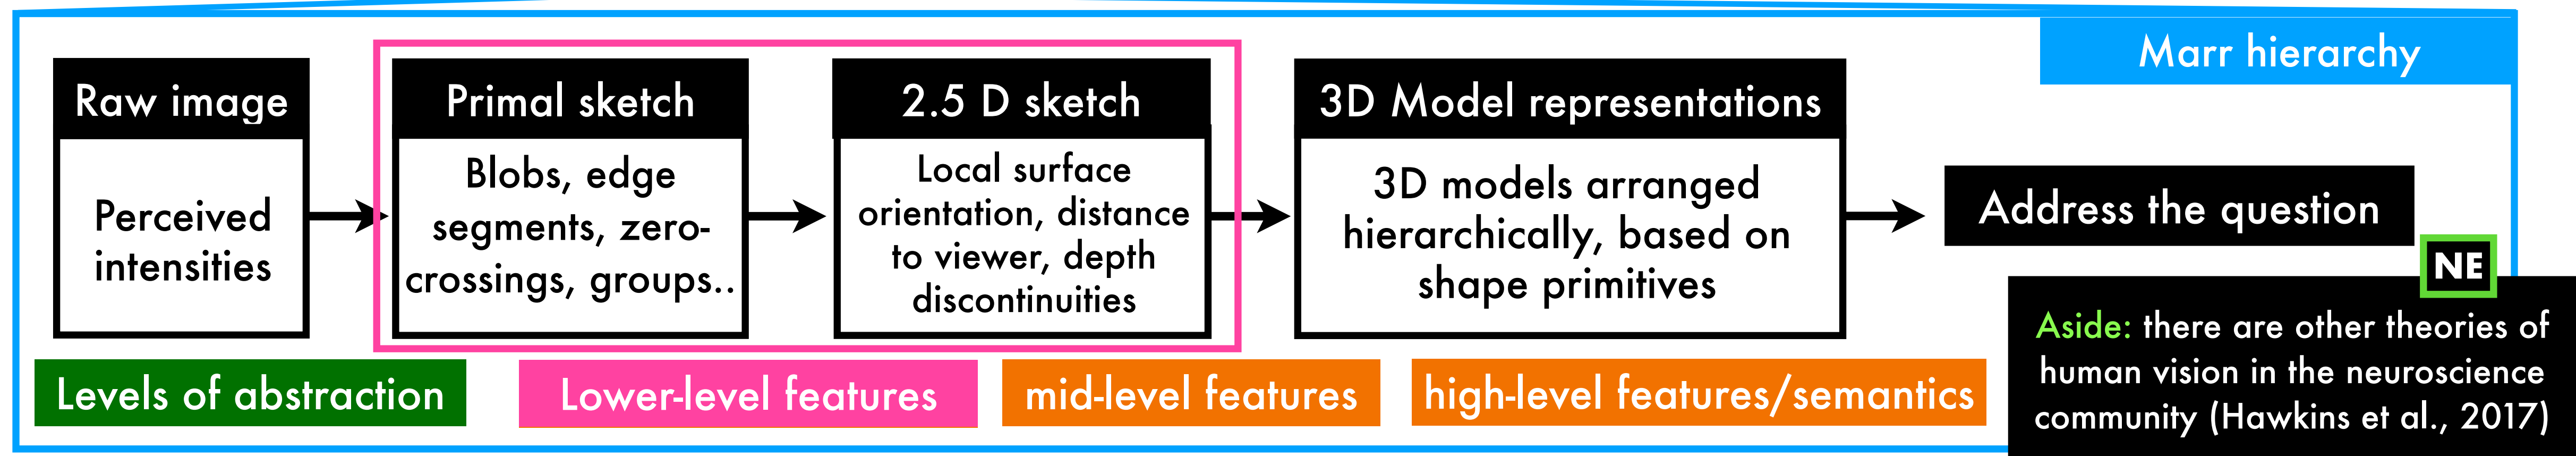 Marr hierarchy
Raw image
Perceived
intensities
Primal sketch
Blobs, edge
segments, zero-
crossings, groups..
2.5 D sketch
Local surface
orientation, distance
to viewer, depth
discontinuities
3D Model representations
3D models arranged
hierarchically, based on
shape primitives
Address the question
NE
Aside: there are other theories of
human vision in the neuroscience
community (Hawkins et al., 2017)
Levels of abstraction
Lower-level features
mid-level features
high-level features/semantics